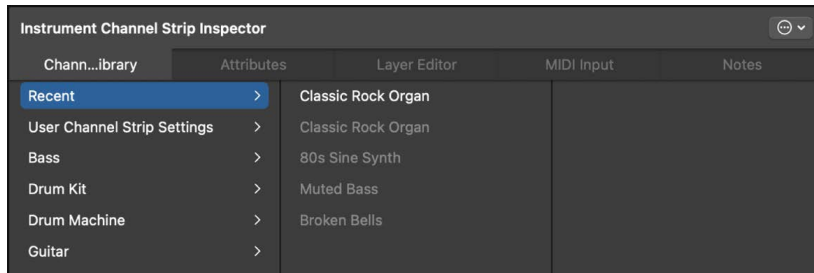 Instrument Channel Strip Inspector
Chann...ibrary
Attributes
Layer Editor
MIDI Input
Notes
Recent
User Channel Strip Settings
Bass
Drum Kit
Drum Machine
Guitar
Classic Rock Organ
Classic Rock Organ
80s Sine Synth
Muted Bass
Broken Bells